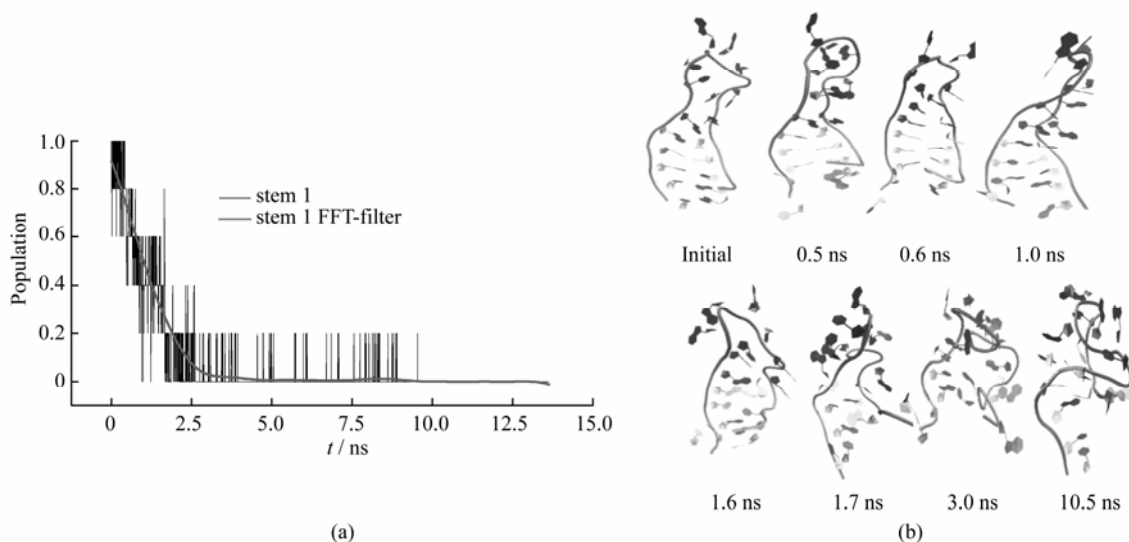 1.0
0.8
0.6
0.4
0.2
0
Population
stem 1
stem 1 FFT-filter
0 2.5 5.0 7.5 10.0 12.5 15.0
t / ns
(a)
Initial 0.5 ns 0.6 ns 1.0 ns
1.6 ns 1.7 ns 3.0 ns 10.5 ns
(b)